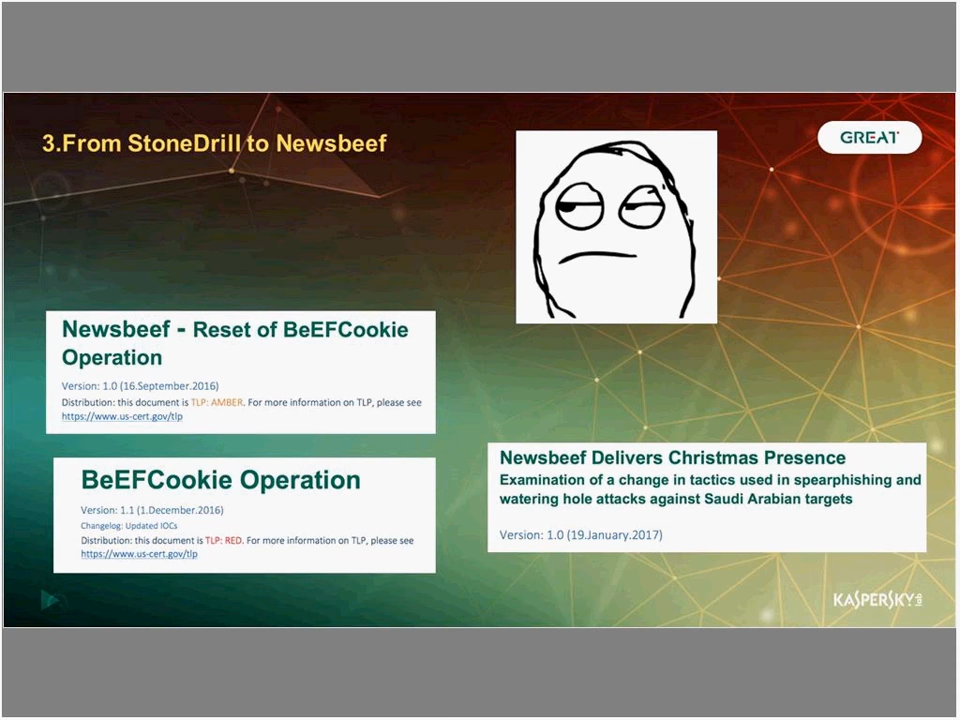 3.From StoneDrill to Newsbeef
GREAT
Newsbeef - Reset of BeEFCookie
Operation
Version: 1.0 (16.September.2016)
Distribution: this document is TLP: AMBER. For more information on TLP, please see
https://www.us-cert.gov/tlp
BeEFCookie Operation
Version: 1.1 (1.December.2016)
Changelog: Updated IOCs
Distribution: this document is TLP: RED. For more information on TLP, please see
https://www.us-cert.gov/tlp
Newsbeef Delivers Christmas Presence
Examination of a change in tactics used in spearphishing and
watering hole attacks against Saudi Arabian targets
Version: 1.0 (19.January.2017)
KASPERSKY lab